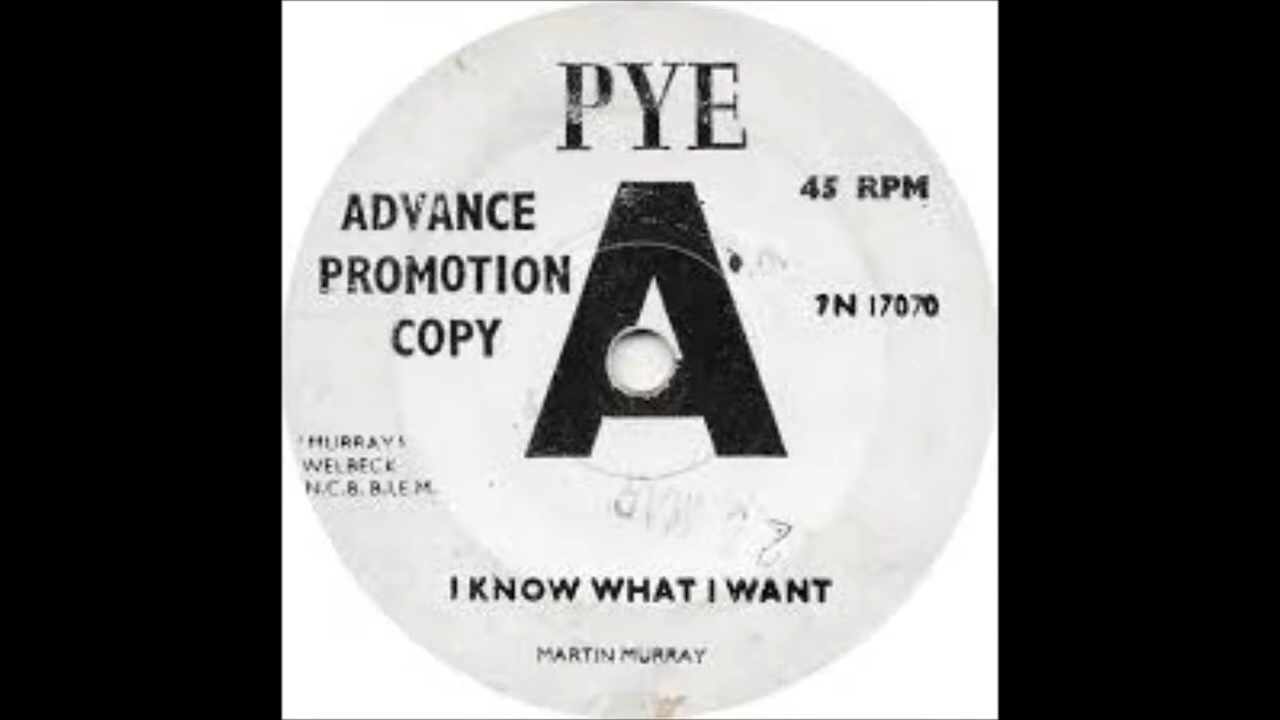 PYE
A
ADVANCE
PROMOTION
COPY
45 RPM
7N 17070
(MURRAY)
WELBECK
N.C.B. B.I.E.M.
I KNOW WHAT I WANT
MARTIN MURRAY